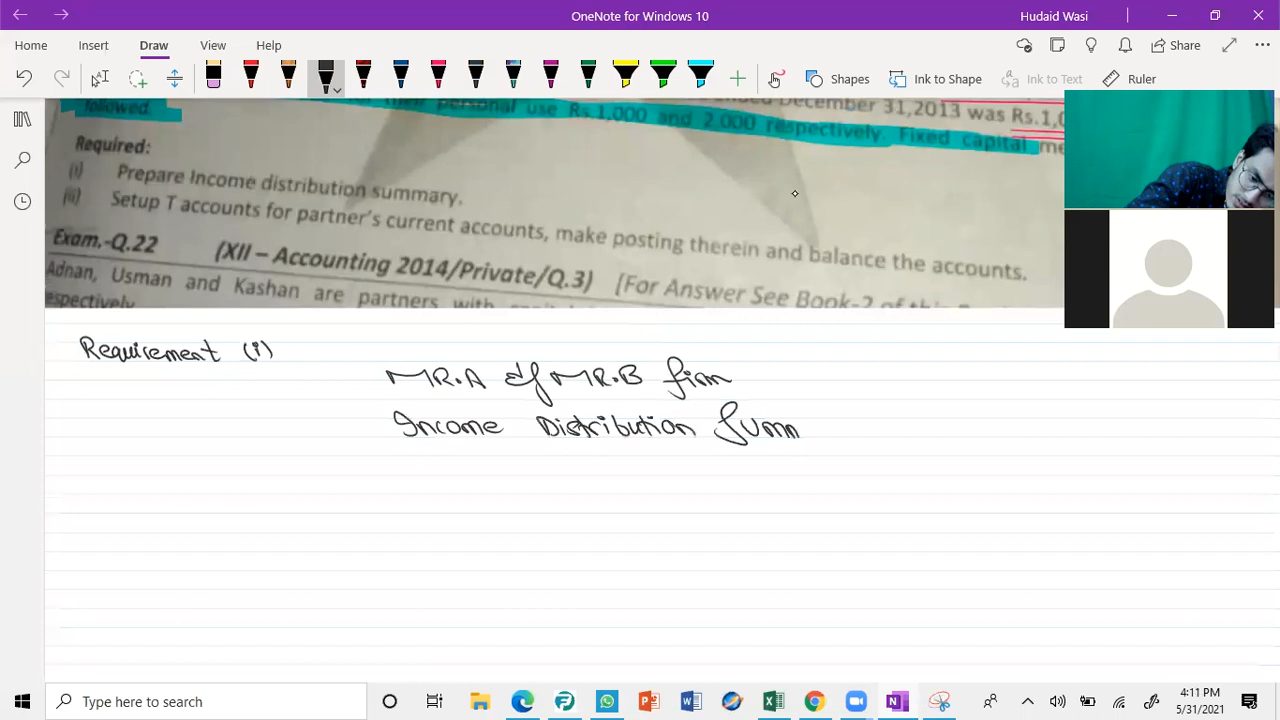 OneNote for Windows 10
Hudaid Wasi
Home Insert Draw View Help
Share
Shapes Ink to Shape Ink to Text Ruler
followed. their personal use Rs.1,000 and 2,000 respectively. Fixed capital
December 31,2013 was Rs.1,0
Required:
(i) Prepare Income distribution summary.
(ii) Setup T accounts for partner's current accounts, make posting therein and balance the accounts.
Exam.-Q.22 (XII – Accounting 2014/Private/Q.3) [For Answer See Book-2 of this
Adnan, Usman and Kashan are partners with
Requirement (i)
MR.A & MR.B firm
Income Distribution Summ
Type here to search
4:11 PM
5/31/2021